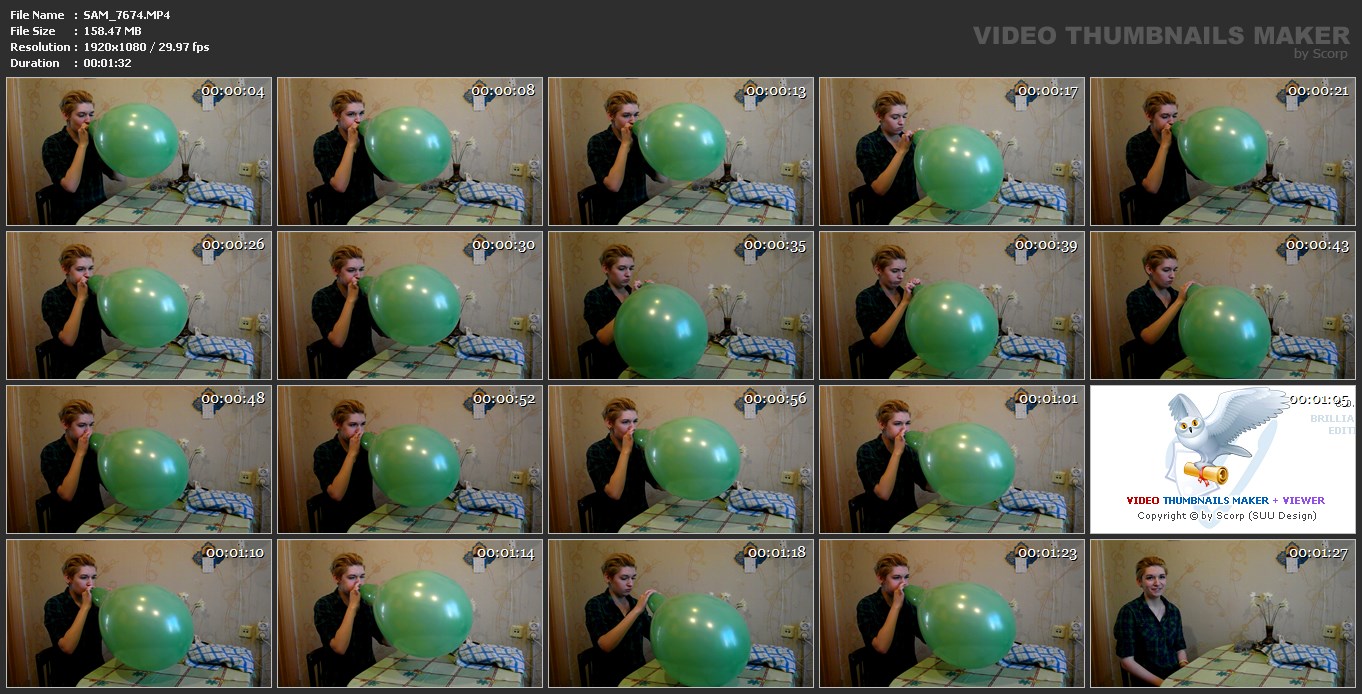 File Name : SAM_7674.MP4
File Size : 158.47 MB
Resolution : 1920x1080 / 29.97 fps
Duration : 00:01:32
VIDEO THUMBNAILS MAKER
by Scorp
00:00:04
00:00:08
00:00:13
00:00:17
00:00:21
00:00:26
00:00:30
00:00:35
00:00:39
00:00:43
00:00:48
00:00:52
00:00:56
00:01:01
00:01:05
BRILLIA
EDIT
VIDEO THUMBNAILS MAKER + VIEWER
Copyright © by Scorp (SUU Design)
00:01:10
00:01:14
00:01:18
00:01:23
00:01:27